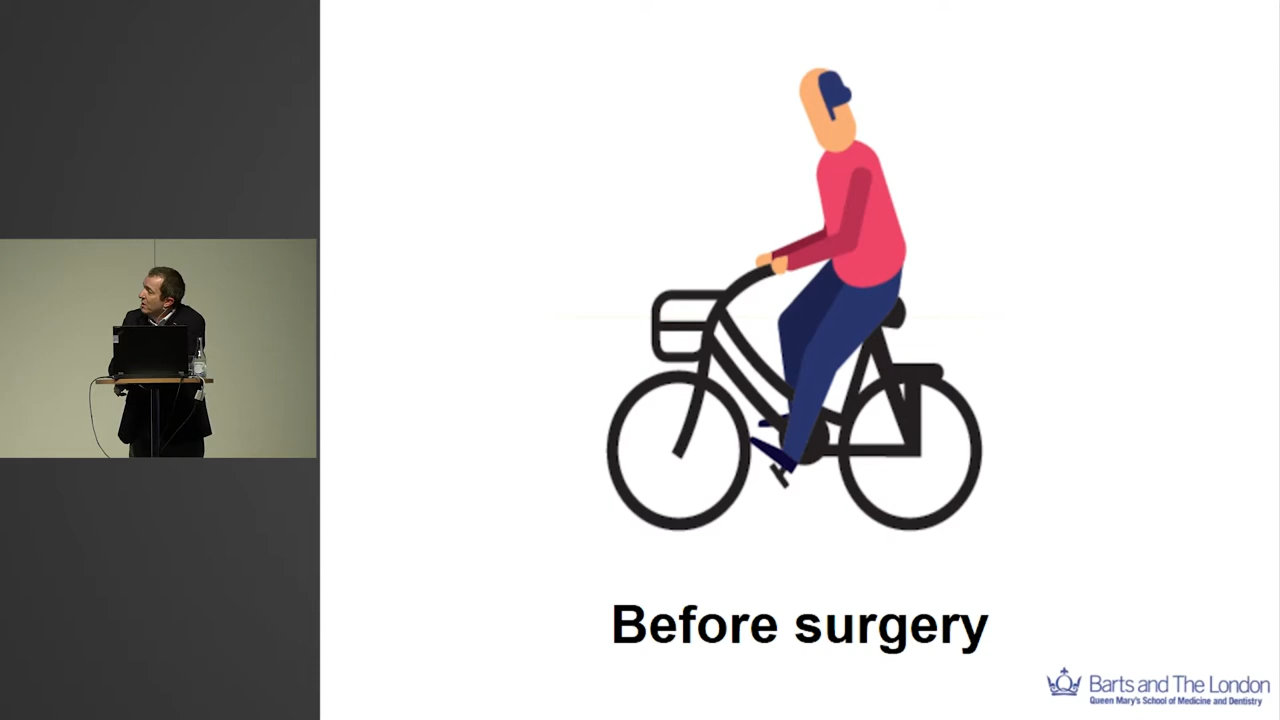 Before surgery
Barts and The London
Queen Mary's School of Medicine and Dentistry